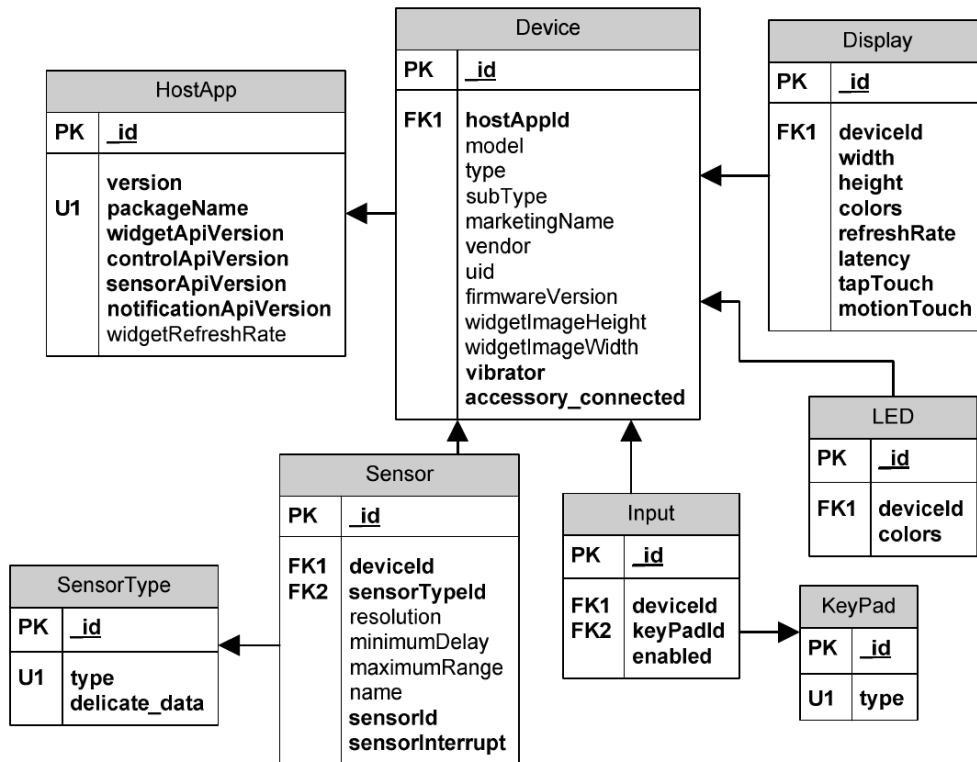 Device
PK _id
FK1 hostAppId
model
type
subType
marketingName
vendor
uid
firmwareVersion
widgetImageHeight
widgetImageWidth
vibrator
accessory_connected
HostApp
PK _id
version
U1 packageName
widgetApiVersion
controlApiVersion
sensorApiVersion
notificationApiVersion
widgetRefreshRate
Display
PK _id
FK1 deviceId
width
height
colors
refreshRate
latency
tapTouch
motionTouch
LED
PK _id
FK1 deviceId
colors
Sensor
PK _id
FK1 deviceId
FK2 sensorTypeId
resolution
minimumDelay
maximumRange
name
sensorId
sensorInterrupt
Input
PK _id
FK1 deviceId
FK2 keyPadId
enabled
SensorType
PK _id
U1 type
delicate_data
KeyPad
PK _id
U1 type